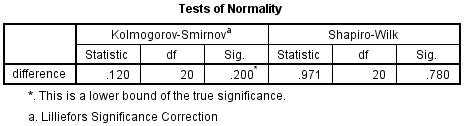 Tests of Normality
Kolmogorov-Smirnovᵃ Shapiro-Wilk
Statistic df Sig. Statistic df Sig.
difference .120 20 .200* .971 20 .780
*. This is a lower bound of the true significance.
a. Lilliefors Significance Correction